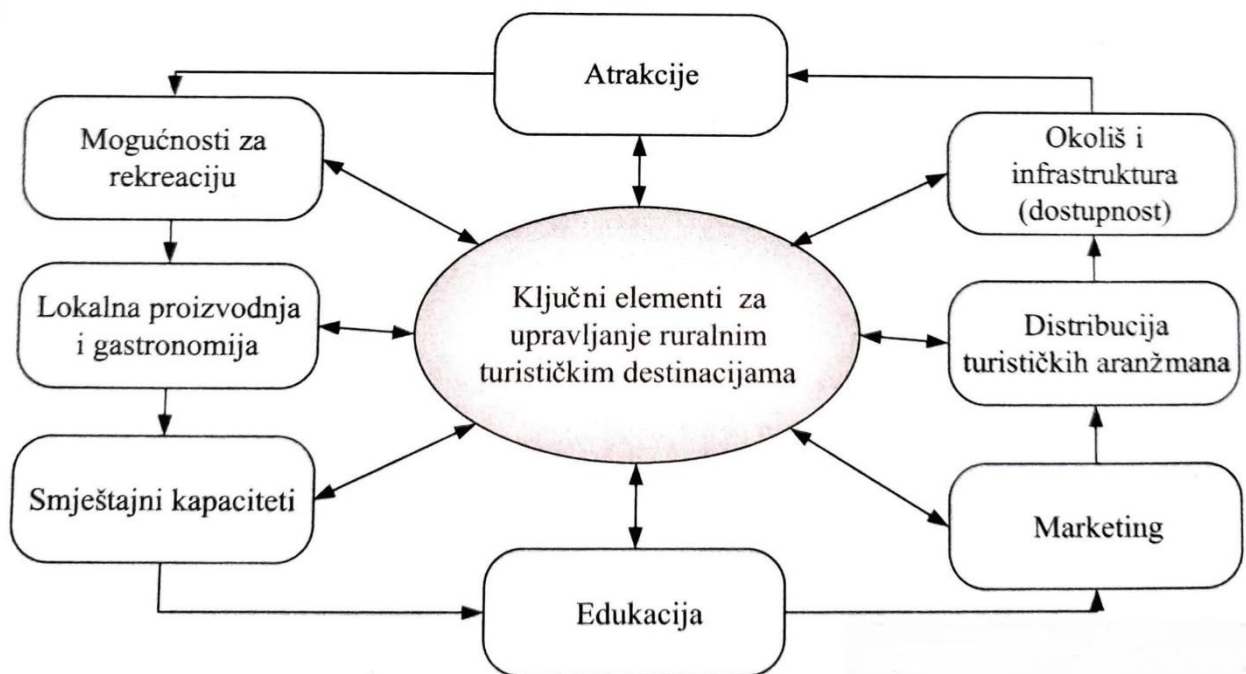 Atrakcije
Mogućnosti za
rekreaciju
Okoliš i
infrastruktura
(dostupnost)
Ključni elementi za
upravljanje ruralnim
turističkim destinacijama
Lokalna proizvodnja
i gastronomija
Distribucija
turističkih aranžmana
Smještajni kapaciteti
Marketing
Edukacija